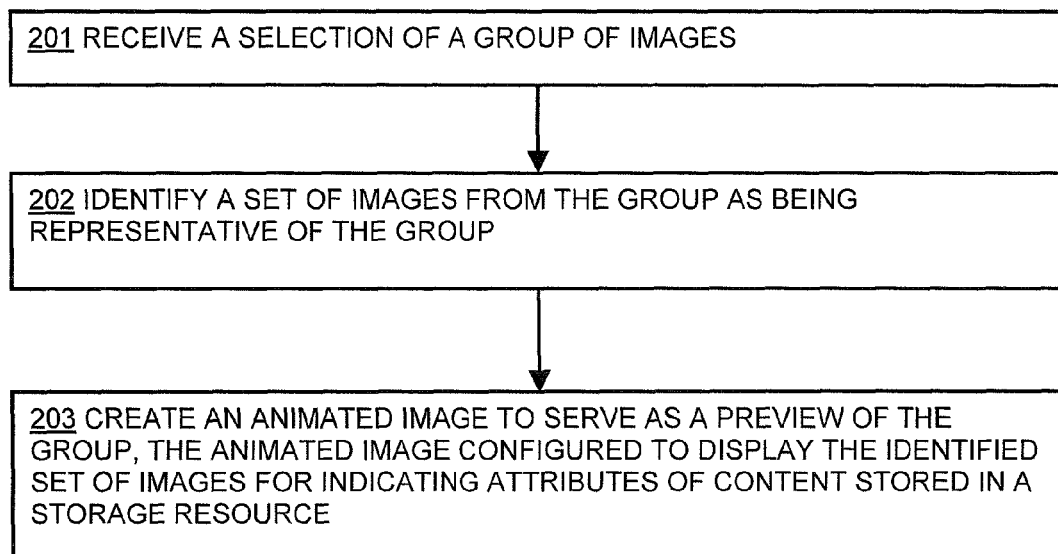 201 RECEIVE A SELECTION OF A GROUP OF IMAGES
202 IDENTIFY A SET OF IMAGES FROM THE GROUP AS BEING
REPRESENTATIVE OF THE GROUP
203 CREATE AN ANIMATED IMAGE TO SERVE AS A PREVIEW OF THE
GROUP, THE ANIMATED IMAGE CONFIGURED TO DISPLAY THE IDENTIFIED
SET OF IMAGES FOR INDICATING ATTRIBUTES OF CONTENT STORED IN A
STORAGE RESOURCE